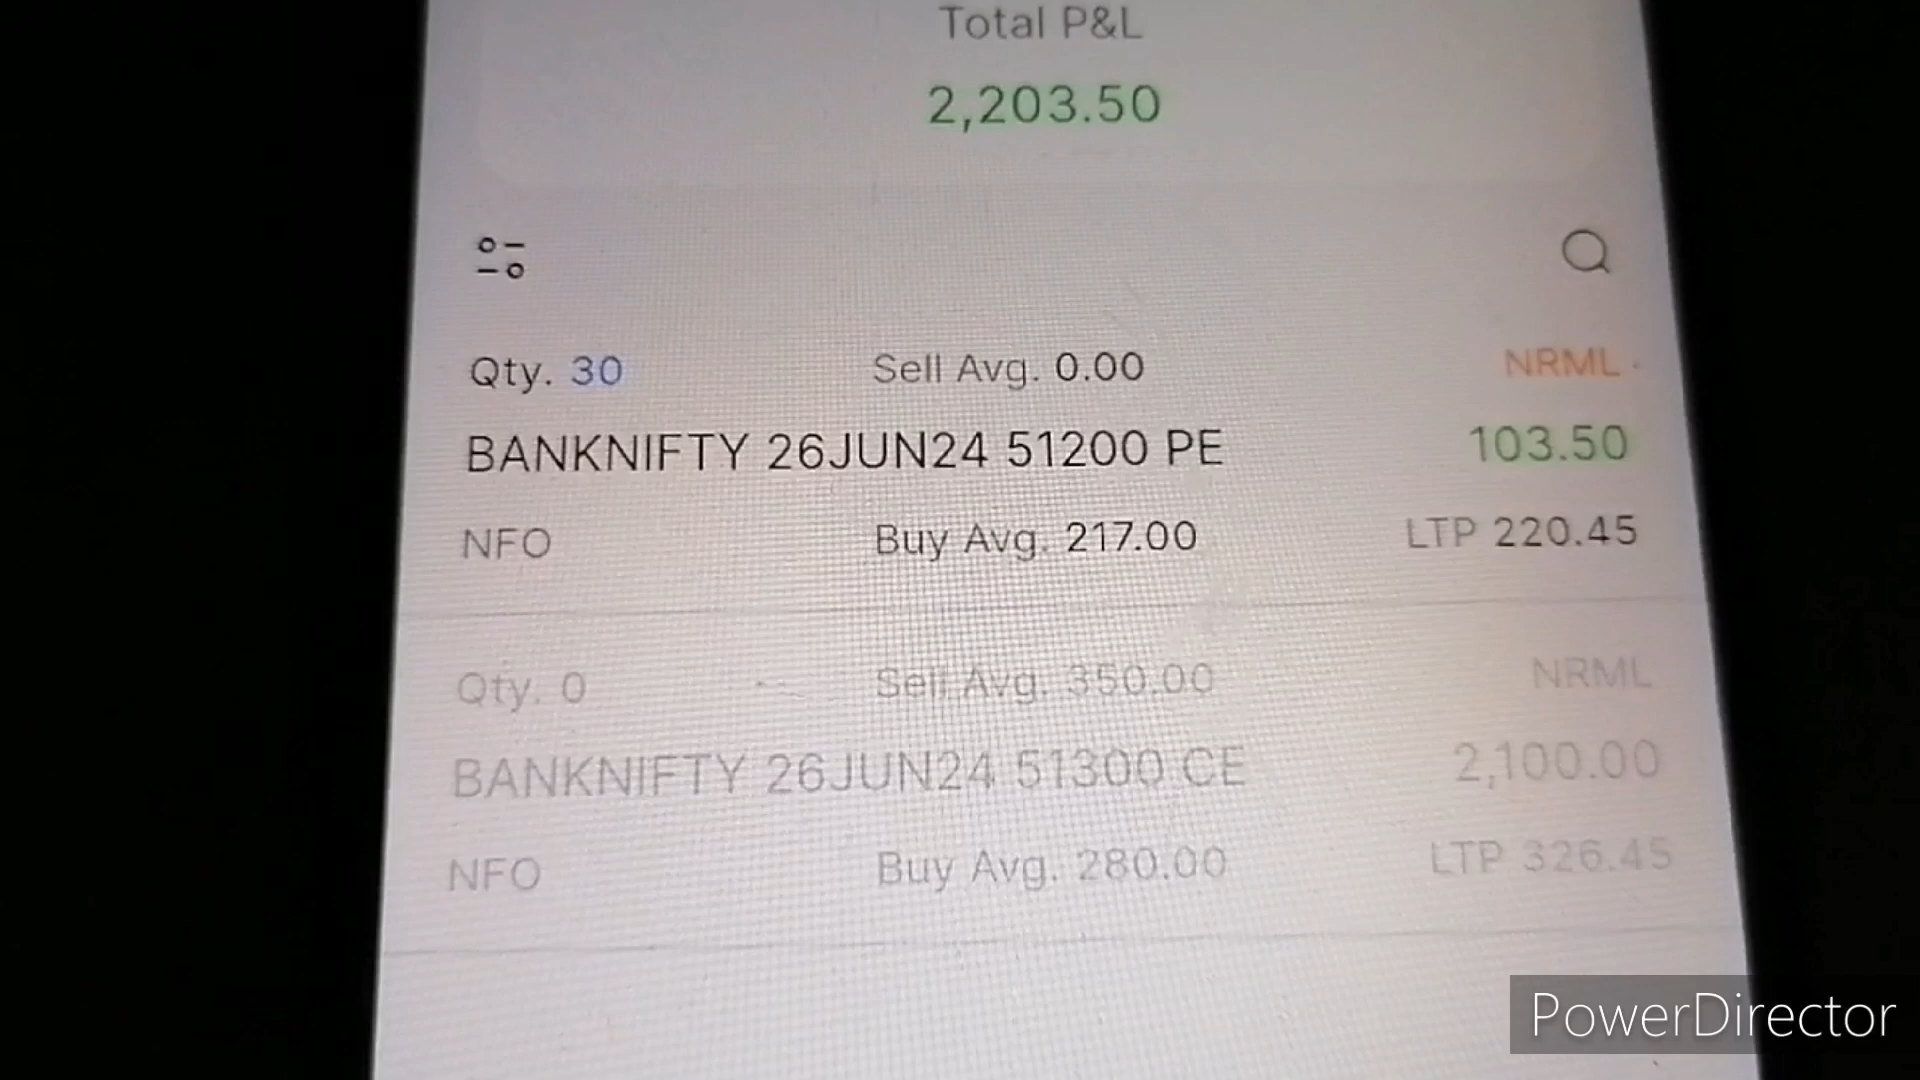 Total P&L
2,203.50
Qty. 30 Sell Avg. 0.00 NRML
BANKNIFTY 26JUN24 51200 PE 103.50
NFO Buy Avg. 217.00 LTP 220.45
Qty. 0 Sell Avg. 350.00 NRML
BANKNIFTY 26JUN24 51300 CE 2,100.00
NFO Buy Avg. 280.00 LTP 326.45
PowerDirector